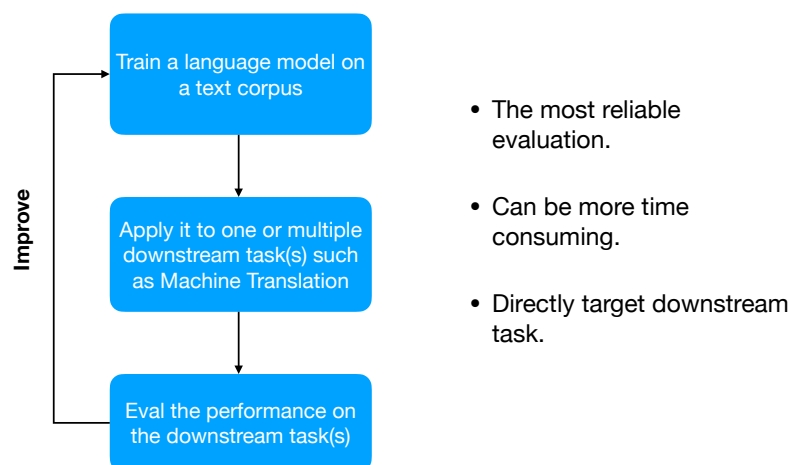 Train a language model on
a text corpus
Improve
Apply it to one or multiple
downstream task(s) such
as Machine Translation
Eval the performance on
the downstream task(s)
• The most reliable
evaluation.
• Can be more time
consuming.
• Directly target downstream
task.